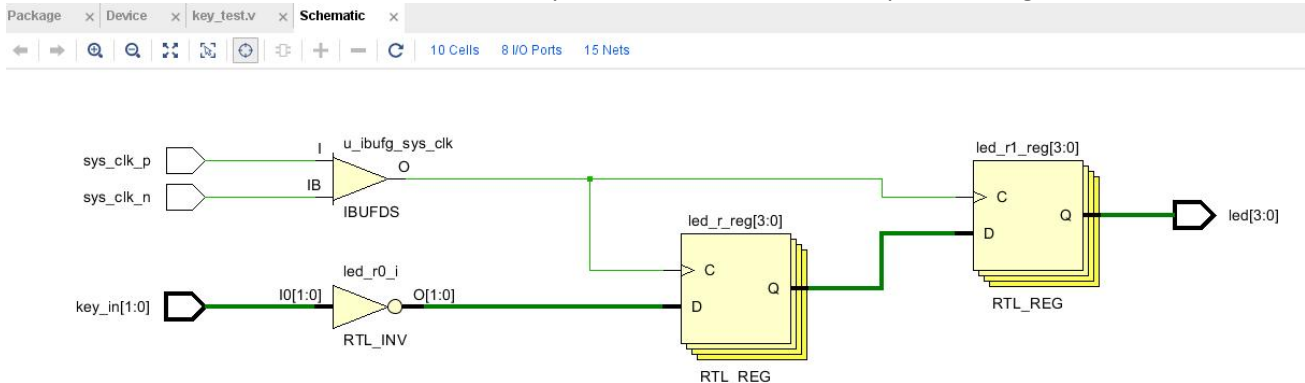 Package × Device × key_test.v × Schematic ×
10 Cells 8 I/O Ports 15 Nets
sys_clk_p
sys_clk_n
I
IB
u_ibufg_sys_clk
O
IBUFDS
key_in[1:0]
I0[1:0]
led_r0_i
O[1:0]
RTL_INV
led_r_reg[3:0]
C
D
Q
RTL_REG
led_r1_reg[3:0]
C
D
Q
RTL_REG
led[3:0]